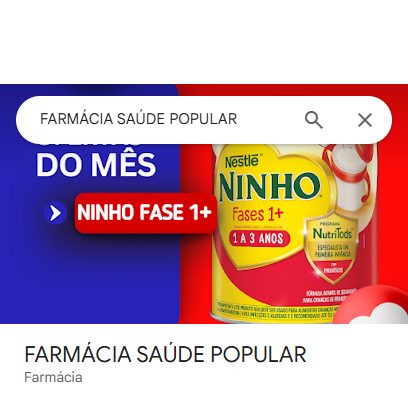 FARMÁCIA SAÚDE POPULAR
DO MÊS
NINHO FASE 1+
Nestlé
NINHO
Fases 1+
1 A 3 ANOS
PROGRAMA
NutriTods
ESPECIALISTA EM
PRIMEIRA INFÂNCIA
COM
PREBIÓTICOS
FARMÁCIA SAÚDE POPULAR
Farmácia